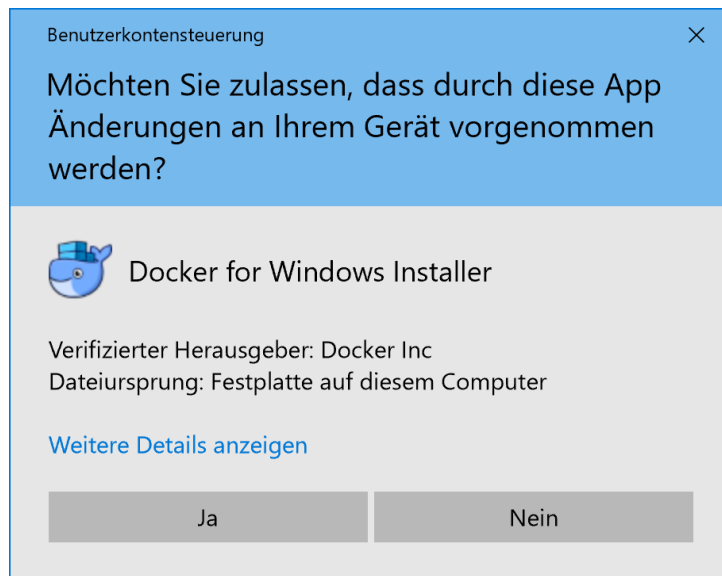 Benutzerkontensteuerung
Möchten Sie zulassen, dass durch diese App
Änderungen an Ihrem Gerät vorgenommen
werden?
Docker for Windows Installer
Verifizierter Herausgeber: Docker Inc
Dateiursprung: Festplatte auf diesem Computer
Weitere Details anzeigen
Ja
Nein